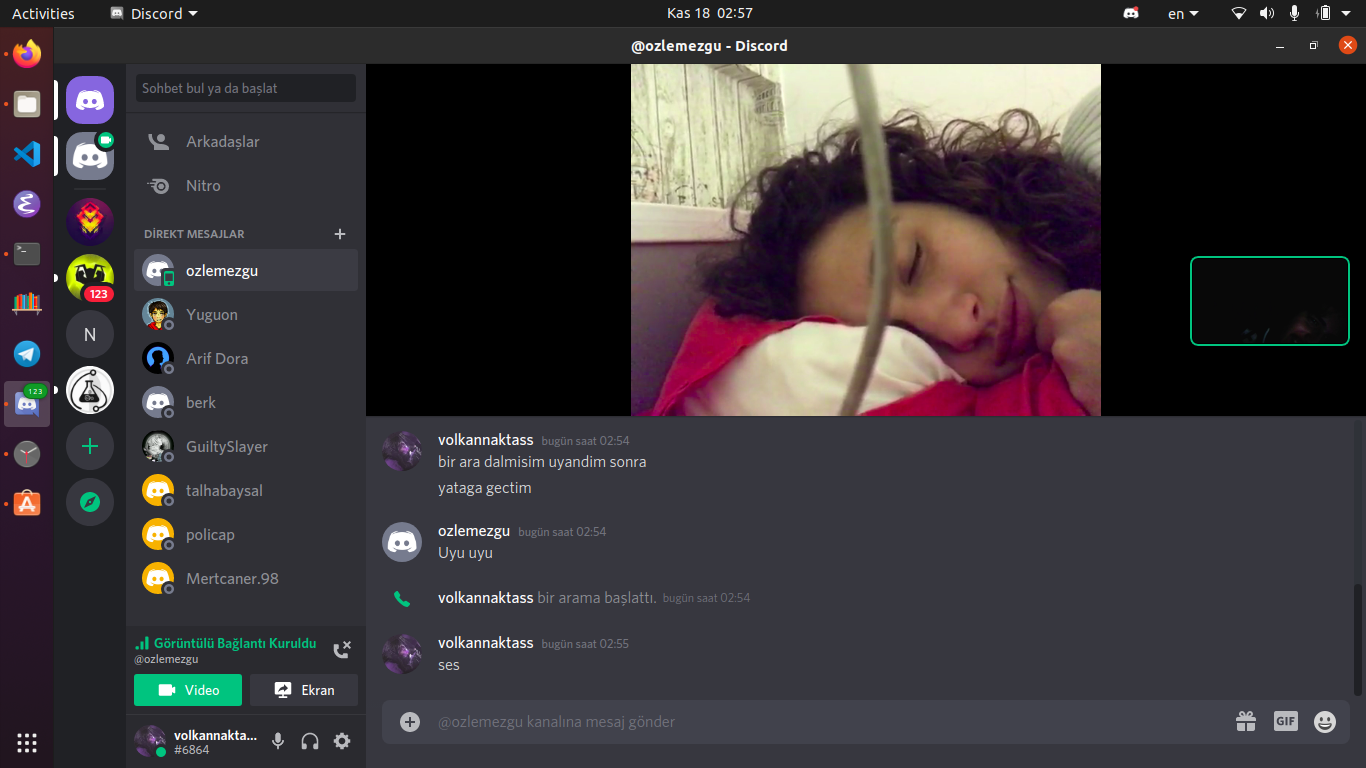 Activities
Discord
Kas 18 02:57
en
@ozlemezgu - Discord
Sohbet bul ya da başlat
Arkadaşlar
Nitro
DİREKT MESAJLAR
ozlemezgu
Yuguon
Arif Dora
berk
GuiltySlayer
talhabaysal
policap
Mertcaner.98
123
N
123
Görüntülü Bağlantı Kuruldu
@ozlemezgu
Video
Ekran
volkannakta...
#6864
volkannaktass bugün saat 02:54
bir ara dalmisim uyandim sonra
yataga gectim
ozlemezgu bugün saat 02:54
Uyu uyu
volkannaktass bir arama başlattı. bugün saat 02:54
volkannaktass bugün saat 02:55
ses
@ozlemezgu kanalına mesaj gönder
GIF